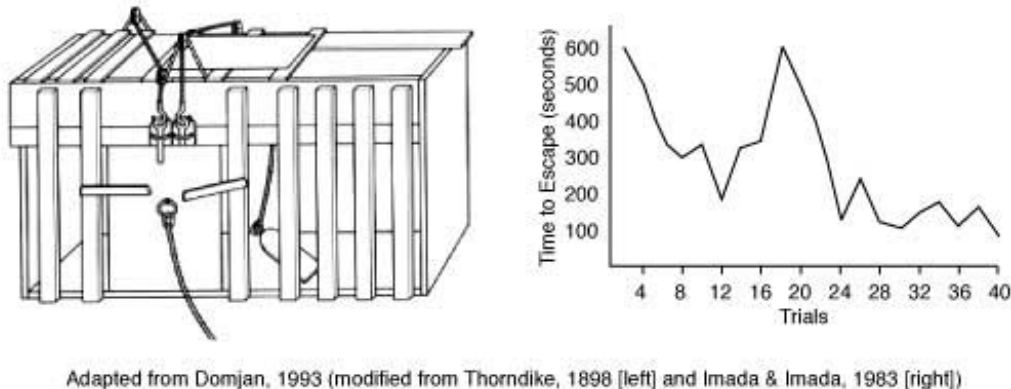 600
500
400
300
200
100
Time to Escape (seconds)
4 8 12 16 20 24 28 32 36 40
Trials
Adapted from Domjan, 1993 (modified from Thorndike, 1898 [left] and Imada & Imada, 1983 [right])